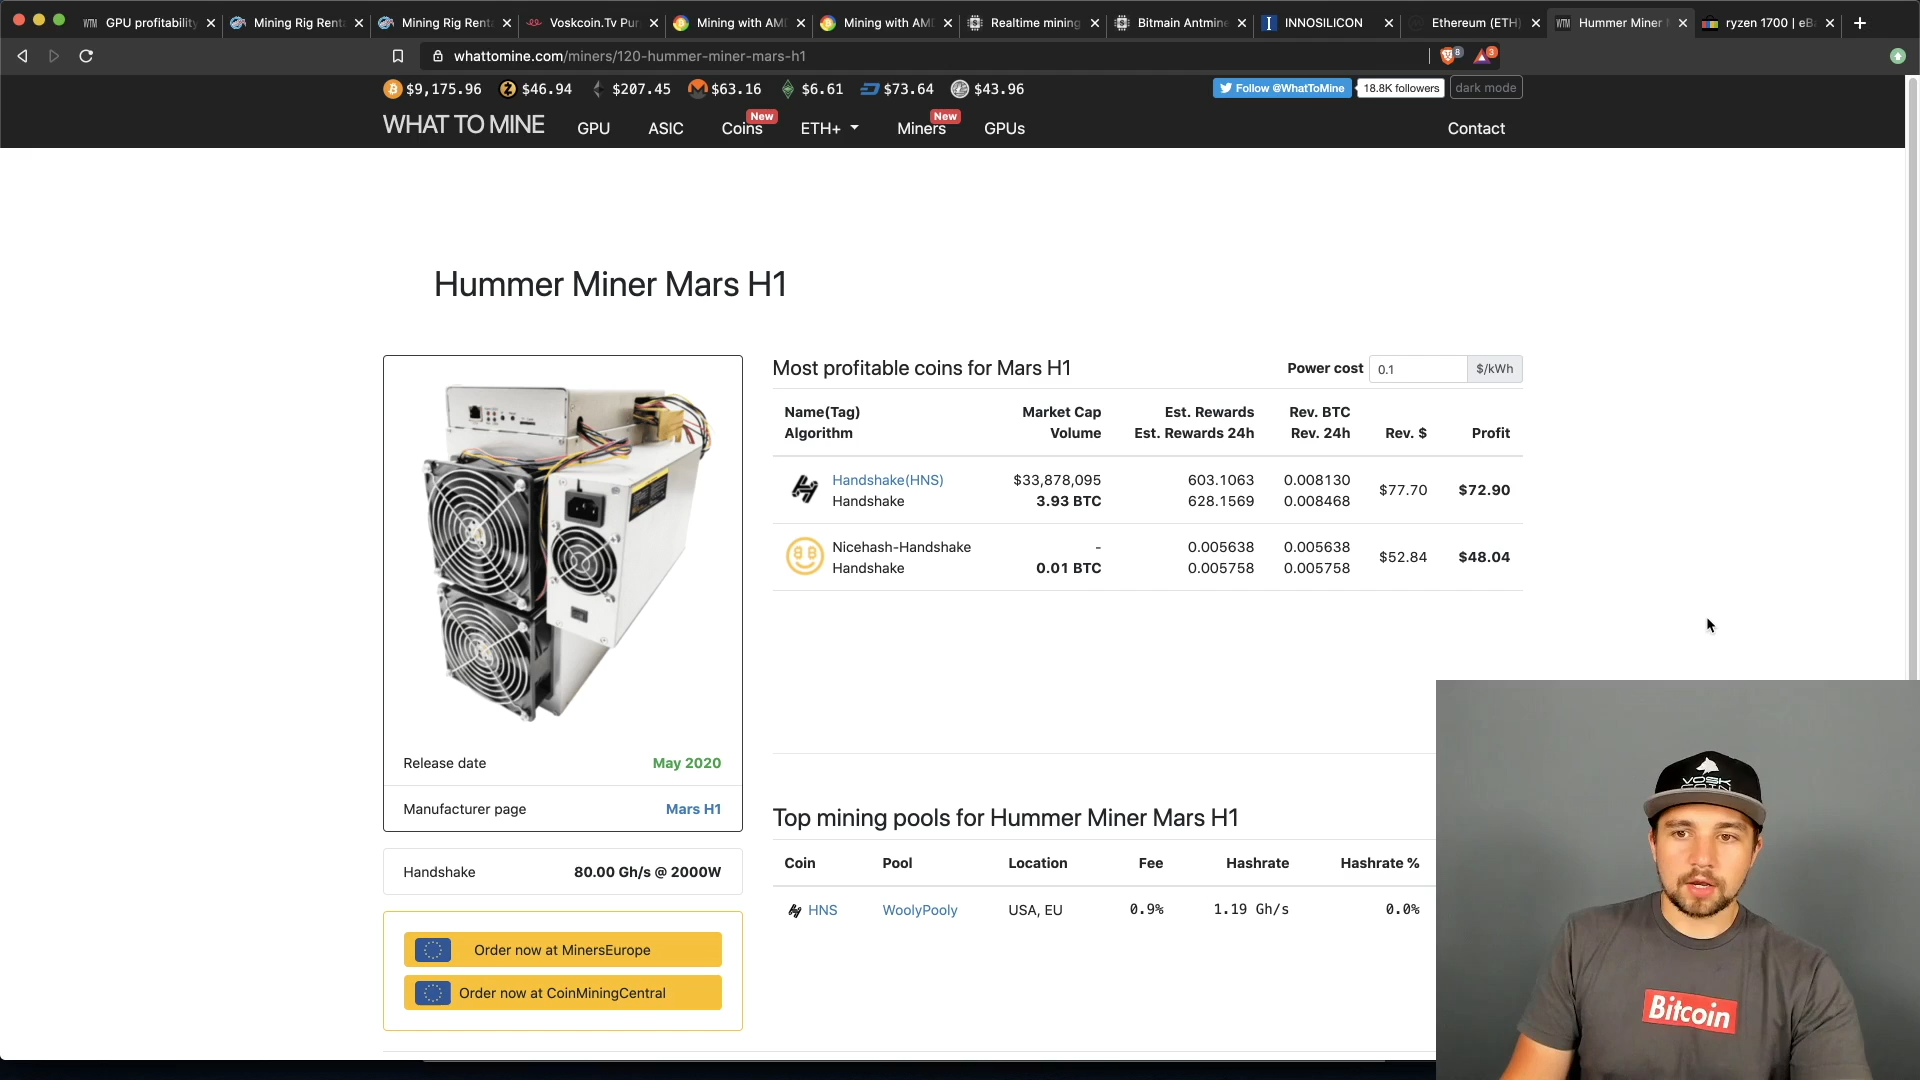 GPU profitability
Mining Rig Renta
Mining Rig Renta
Voskcoin.Tv Pur
Mining with AMD
Mining with AMD
Realtime mining
Bitmain Antmine
INNOSILICON
Ethereum (ETH)
Hummer Miner
ryzen 1700 | eBa
whattomine.com/miners/120-hummer-miner-mars-h1
8
3
$9,175.96 $46.94 $207.45 $63.16 $6.61 $73.64 $43.96
Follow @WhatToMine 18.8K followers dark mode
WHAT TO MINE GPU ASIC Coins New ETH+ Miners New GPUs Contact
Hummer Miner Mars H1
Release date May 2020
Manufacturer page Mars H1
Handshake 80.00 Gh/s @ 2000W
Order now at MinersEurope
Order now at CoinMiningCentral
Most profitable coins for Mars H1 Power cost 0.1 $/kWh
Name(Tag) Market Cap Est. Rewards Rev. BTC
Algorithm Volume Est. Rewards 24h Rev. 24h Rev. $ Profit
Handshake(HNS) $33,878,095 603.1063 0.008130
$77.70 $72.90
Handshake 3.93 BTC 628.1569 0.008468
Nicehash-Handshake - 0.005638 0.005638
$52.84 $48.04
Handshake 0.01 BTC 0.005758 0.005758
Top mining pools for Hummer Miner Mars H1
Coin Pool Location Fee Hashrate Hashrate %
HNS WoolyPooly USA, EU 0.9% 1.19 Gh/s 0.0%
VOSK
COIN
Bitcoin